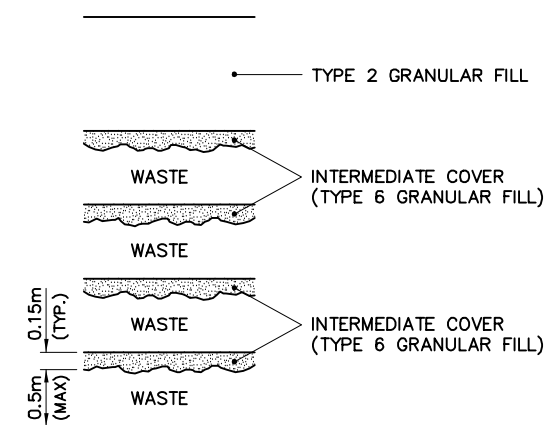 TYPE 2 GRANULAR FILL
WASTE
INTERMEDIATE COVER
(TYPE 6 GRANULAR FILL)
WASTE
0.15m
(TYP.)
WASTE
INTERMEDIATE COVER
(TYPE 6 GRANULAR FILL)
0.5m
(MAX)
WASTE